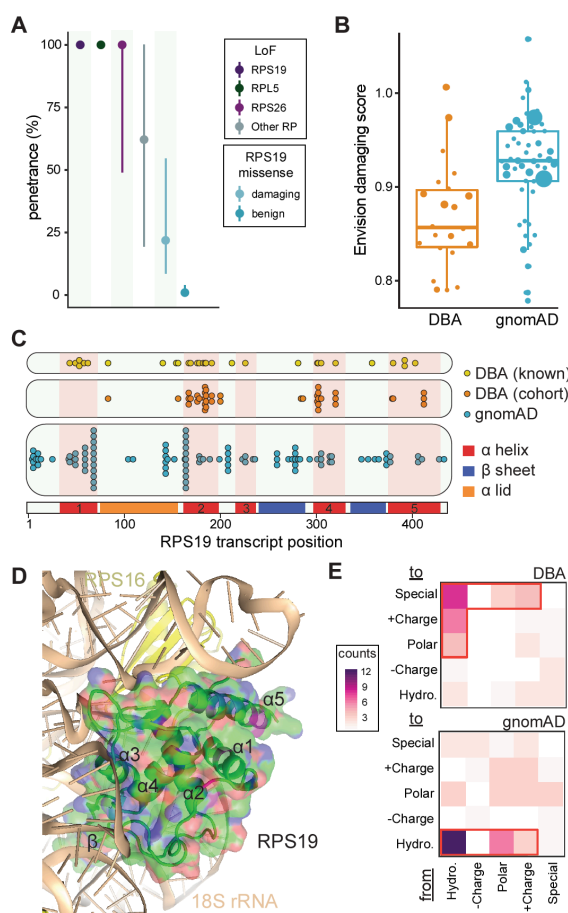 A
penetrance (%)
100
75
50
25
0
LoF
RPS19
RPL5
RPS26
Other RP
RPS19
missense
damaging
benign
B
Envision damaging score
1.0
0.9
0.8
DBA
gnomAD
C
DBA (known)
DBA (cohort)
gnomAD
α helix
β sheet
α lid
1
2
3
4
5
1
100
200
300
400
RPS19 transcript position
D
RPS16
α5
α3
α1
α4
α2
β
RPS19
18S rRNA
E
to
DBA
Special
+Charge
Polar
-Charge
Hydro.
counts
12
9
6
3
to
gnomAD
Special
+Charge
Polar
-Charge
Hydro.
from
Hydro.
-Charge
Polar
+Charge
Special